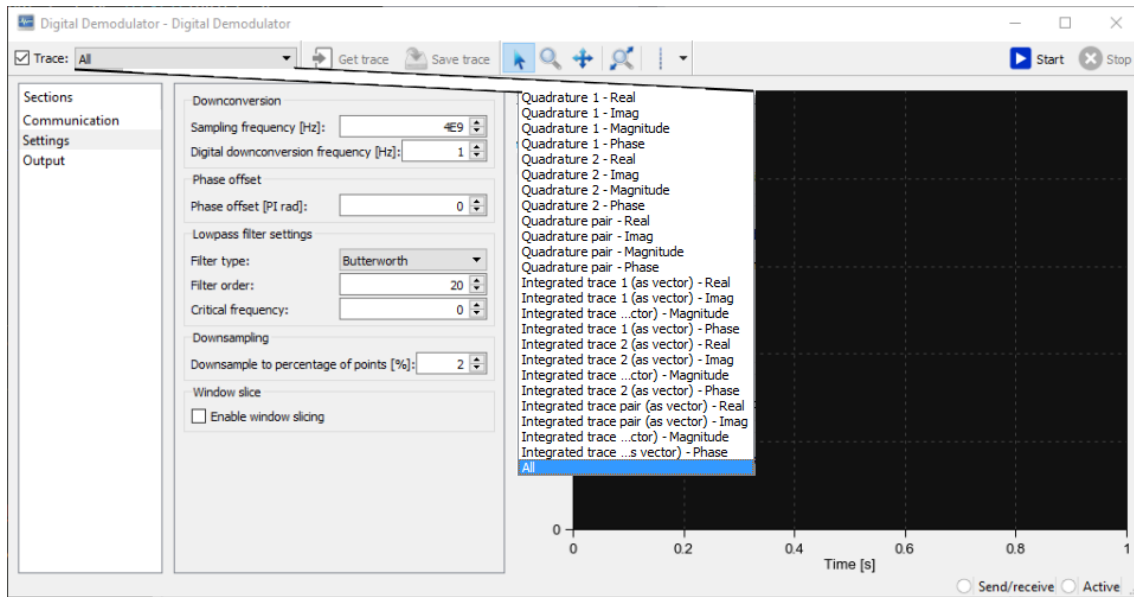 Digital Demodulator - Digital Demodulator
Trace: All
Get trace
Save trace
Start
Stop
Sections
Communication
Settings
Output
Downconversion
Sampling frequency [Hz]: 4E9
Digital downconversion frequency [Hz]: 1
Phase offset
Phase offset [PI rad]: 0
Lowpass filter settings
Filter type: Butterworth
Filter order: 20
Critical frequency: 0
Downsampling
Downsample to percentage of points [%]: 2
Window slice
Enable window slicing
Quadrature 1 - Real
Quadrature 1 - Imag
Quadrature 1 - Magnitude
Quadrature 1 - Phase
Quadrature 2 - Real
Quadrature 2 - Imag
Quadrature 2 - Magnitude
Quadrature 2 - Phase
Quadrature pair - Real
Quadrature pair - Imag
Quadrature pair - Magnitude
Quadrature pair - Phase
Integrated trace 1 (as vector) - Real
Integrated trace 1 (as vector) - Imag
Integrated trace ...ctor) - Magnitude
Integrated trace 1 (as vector) - Phase
Integrated trace 2 (as vector) - Real
Integrated trace 2 (as vector) - Imag
Integrated trace ...ctor) - Magnitude
Integrated trace 2 (as vector) - Phase
Integrated trace pair (as vector) - Real
Integrated trace pair (as vector) - Imag
Integrated trace ...ctor) - Magnitude
Integrated trace ...s vector) - Phase
All
0
0 0.2 0.4 0.6 0.8 1
Time [s]
Send/receive
Active